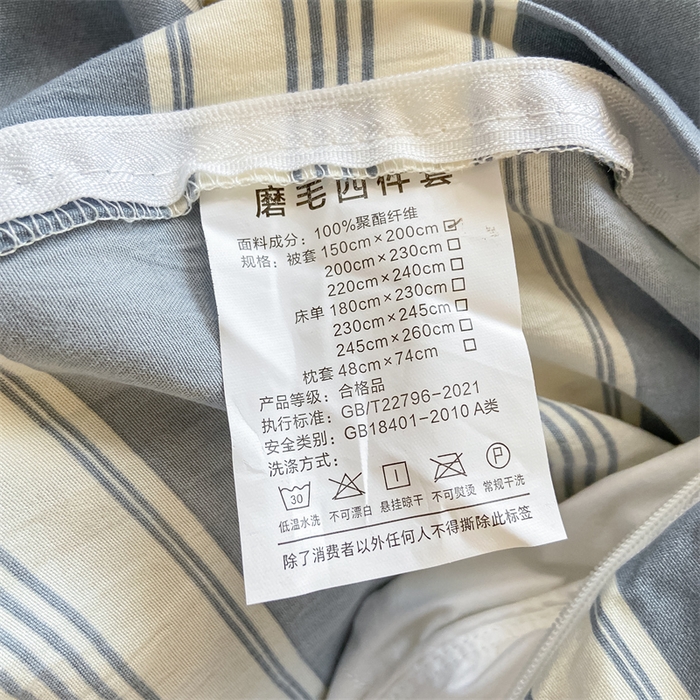 磨毛四件套
面料成分：100%聚酯纤维
规格：被套 150cm×200cm ☑
200cm×230cm □
220cm×240cm □
床单 180cm×230cm □
230cm×245cm □
245cm×260cm □
枕套 48cm×74cm □
产品等级：合格品
执行标准：GB/T22796-2021
安全类别：GB18401-2010 A类
洗涤方式：
30 P
低温水洗 不可漂白 悬挂晾干 不可熨烫 常规干洗
除了消费者以外任何人不得撕除此标签